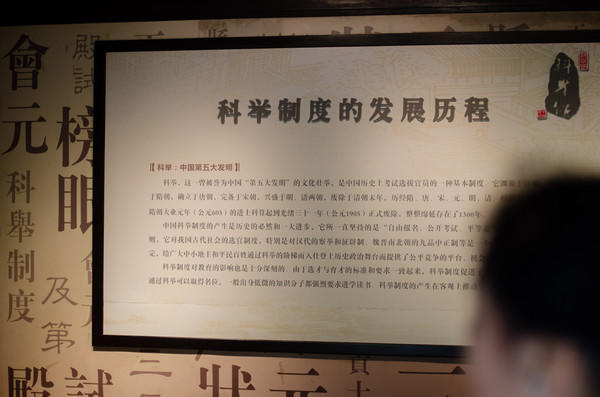 科举制度的发展历程
【科举:中国第五大发明】
科举,这一曾被誉为中国“第五大发明”的文化壮举,是中国历史上考试选拔官员的一种基本制度。它渊源
于隋朝,确立于唐朝,完备于宋朝,兴盛于明、清两朝,废除于清朝末年,历经隋、唐、宋、元、明、清
隋朝大业元年(公元605)的进士科算起到光绪三十一年(公元1905)正式废除,整整绵延存在了1300年
中国科举制度的产生是历史的必然和一大进步,它所一直坚持的是“自由报名、公开考试、平等
则,它对我国古代社会的选官制度,特别是对汉代的察举和征辟制、魏晋南北朝的九品中正制等是一
定,给广大中小地主和平民百姓通过科举的阶梯而入仕登上历史政治舞台而提供了公平竞争的平台、机会
科举制度对教育的影响也是十分深刻的。由于选才与育才的标准和要求一致起来,科举制度促进
通过科举可以取得名位,一般出身低微的知识分子都强烈要求进学读书。科举制度的产生在客观上推动
會元
科舉制度
殿試
榜眼
會元
及第
殿試
狀元